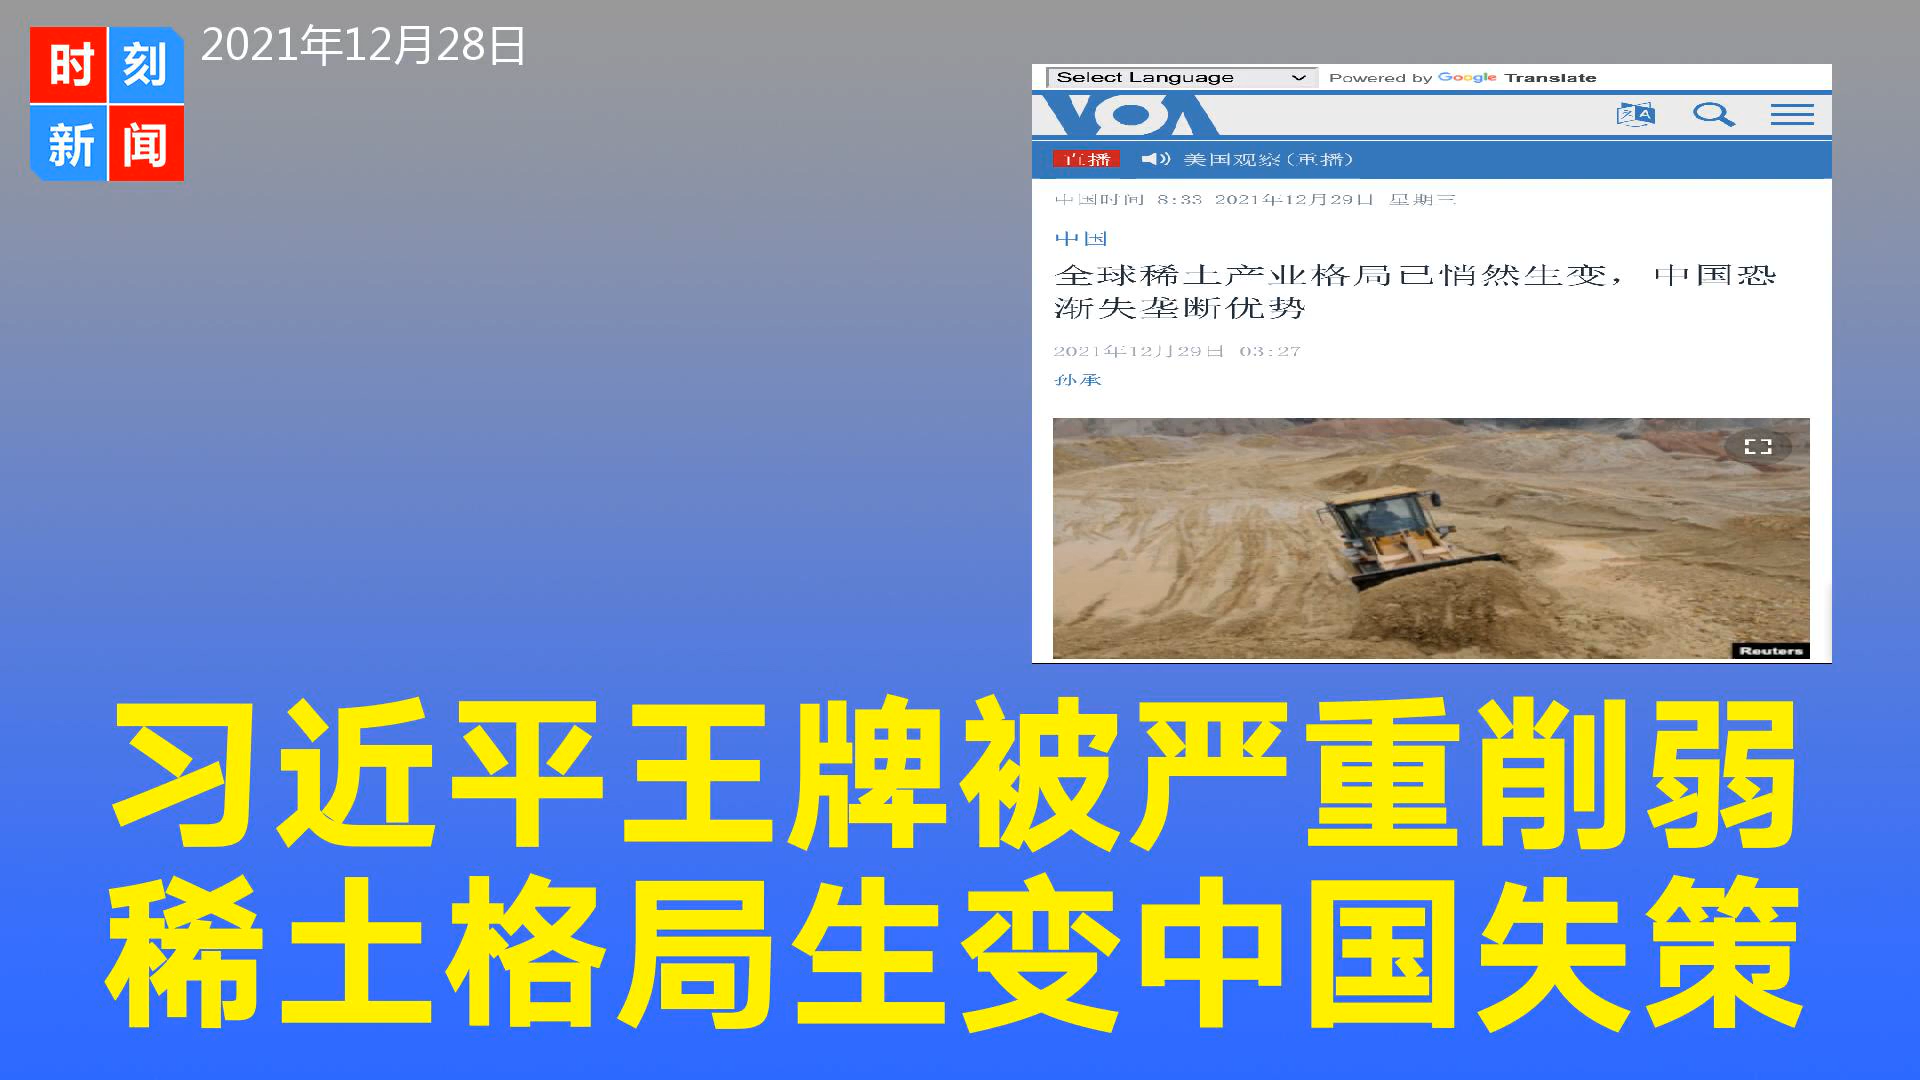 时刻
新闻
2021年12月28日
Select Language
Powered by Google Translate
VOA
直播 美国观察(重播)
中国时间 8:33 2021年12月29日 星期三
中国
全球稀土产业格局已悄然生变，中国恐
渐失垄断优势
2021年12月29日 03:27
孙承
Reuters
习近平王牌被严重削弱
稀土格局生变中国失策